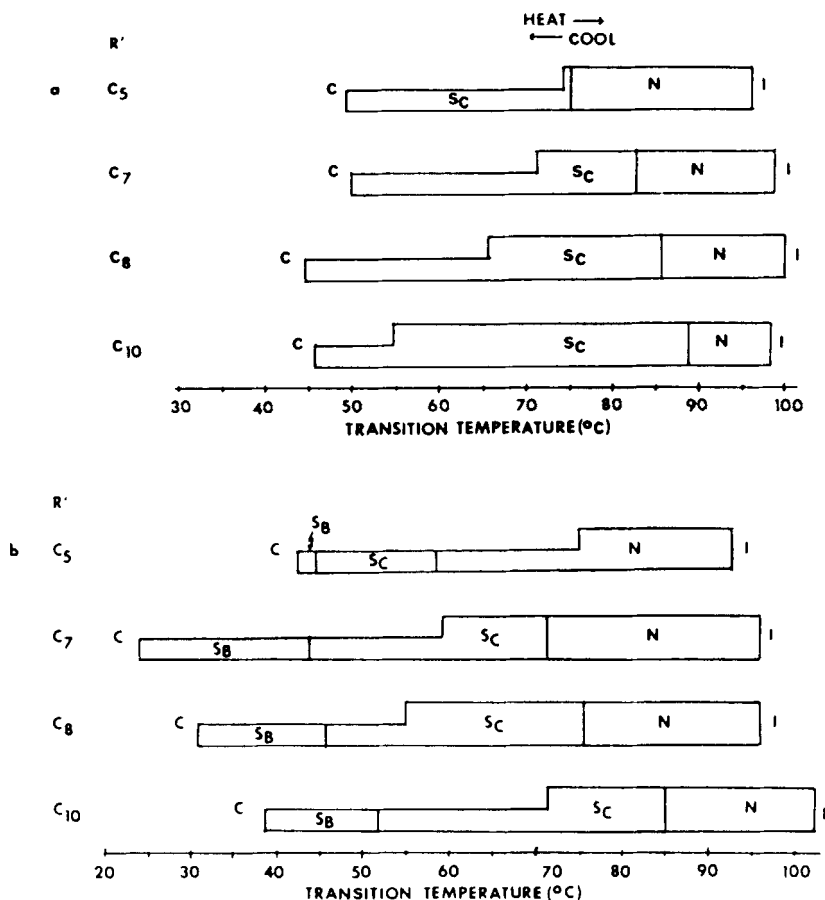 HEAT →
R' ← COOL
a C5 C SC N I
C7 C SC N I
C8 C SC N I
C10 C SC N I
30 40 50 60 70 80 90 100
TRANSITION TEMPERATURE(°C)
R'
SB
b C5 C SC N I
C7 C SB SC N I
C8 C SB SC N I
C10 C SB SC N I
20 30 40 50 60 70 80 90 100
TRANSITION TEMPERATURE (°C)